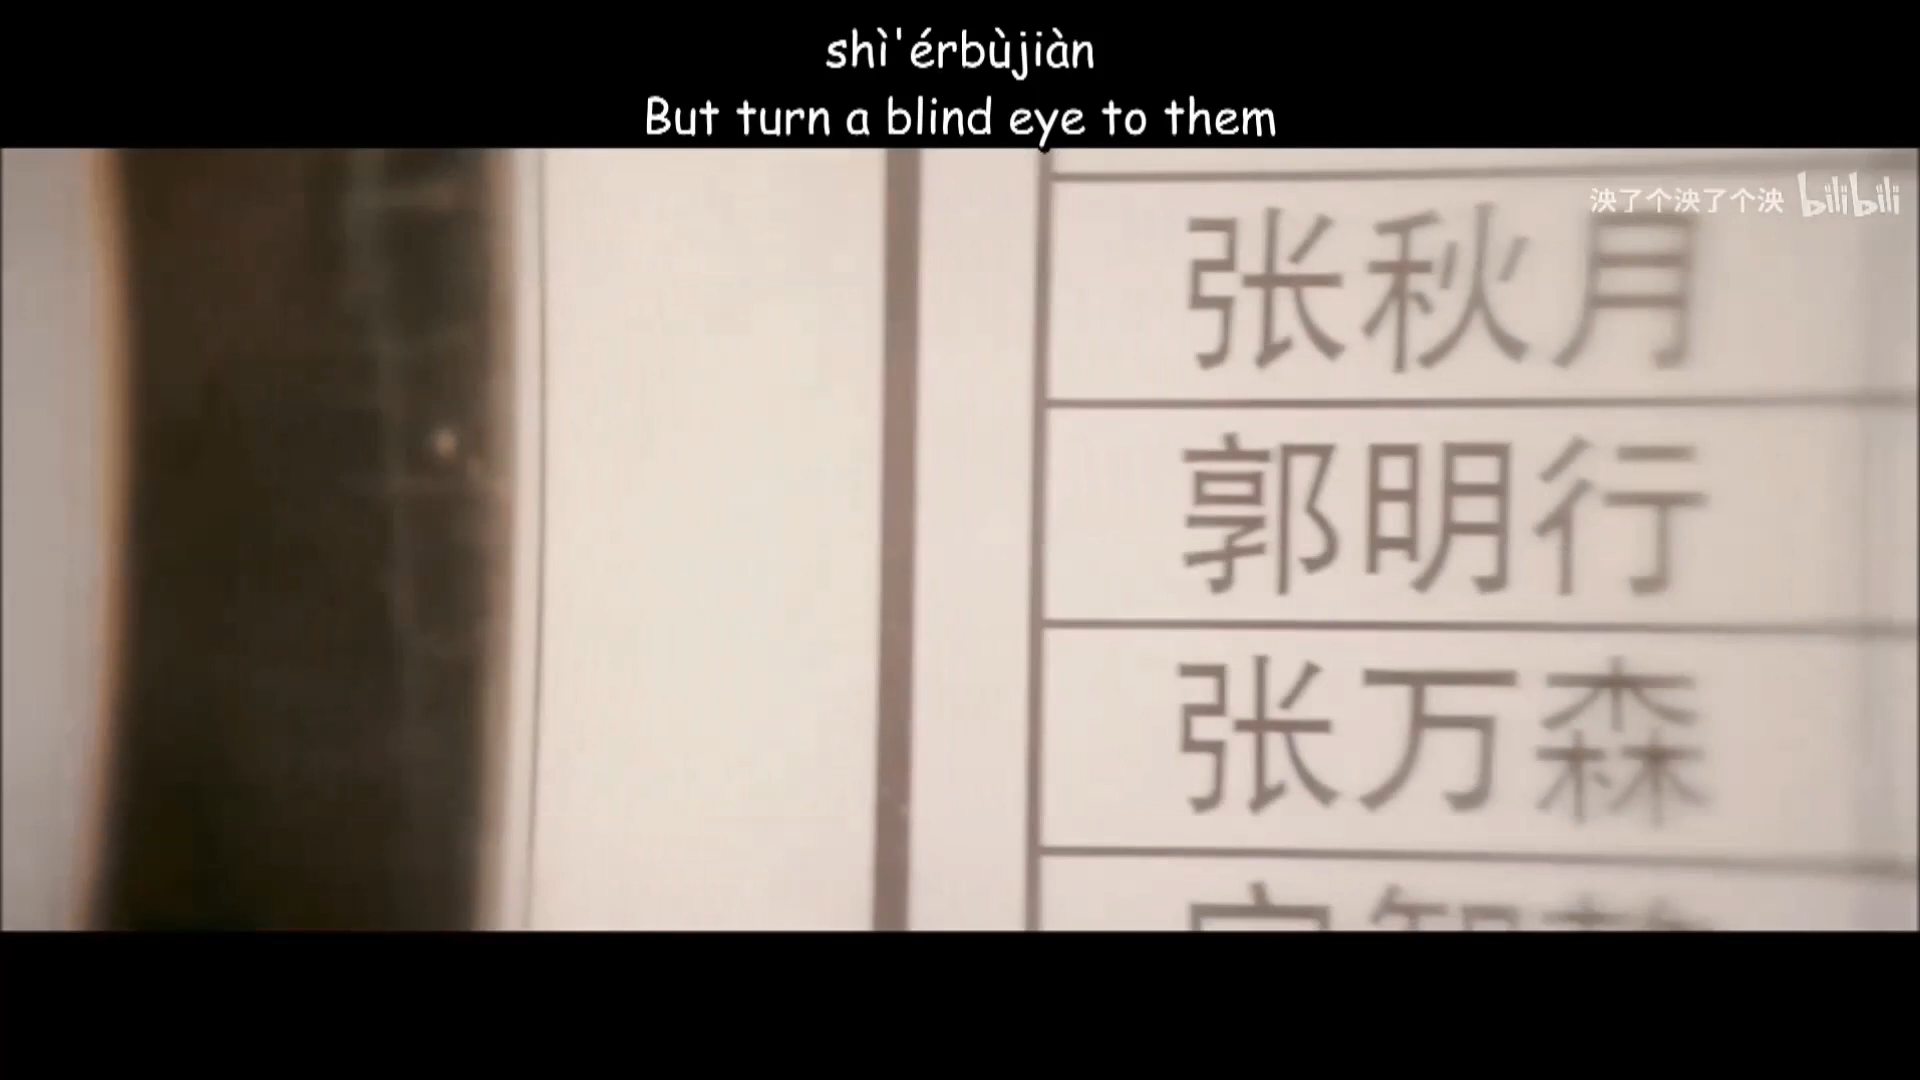 shì'érbùjiàn
But turn a blind eye to them
泱了个泱了个泱 bilibili
张秋月
郭明行
张万森